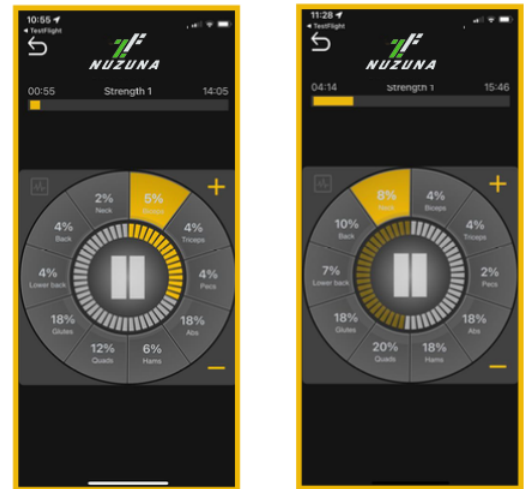 10:55
◀ TestFlight
NUZUNA
00:55 Strength 1 14:05
2%
Neck
5%
Biceps
4%
Back
4%
Triceps
4%
Lower back
4%
Pecs
18%
Glutes
18%
Abs
12%
Quads
6%
Hams
11:28
◀ TestFlight
NUZUNA
04:14 Strength 1 15:46
8%
Neck
4%
Biceps
10%
Back
4%
Triceps
7%
Lower back
2%
Pecs
18%
Glutes
18%
Abs
20%
Quads
18%
Hams